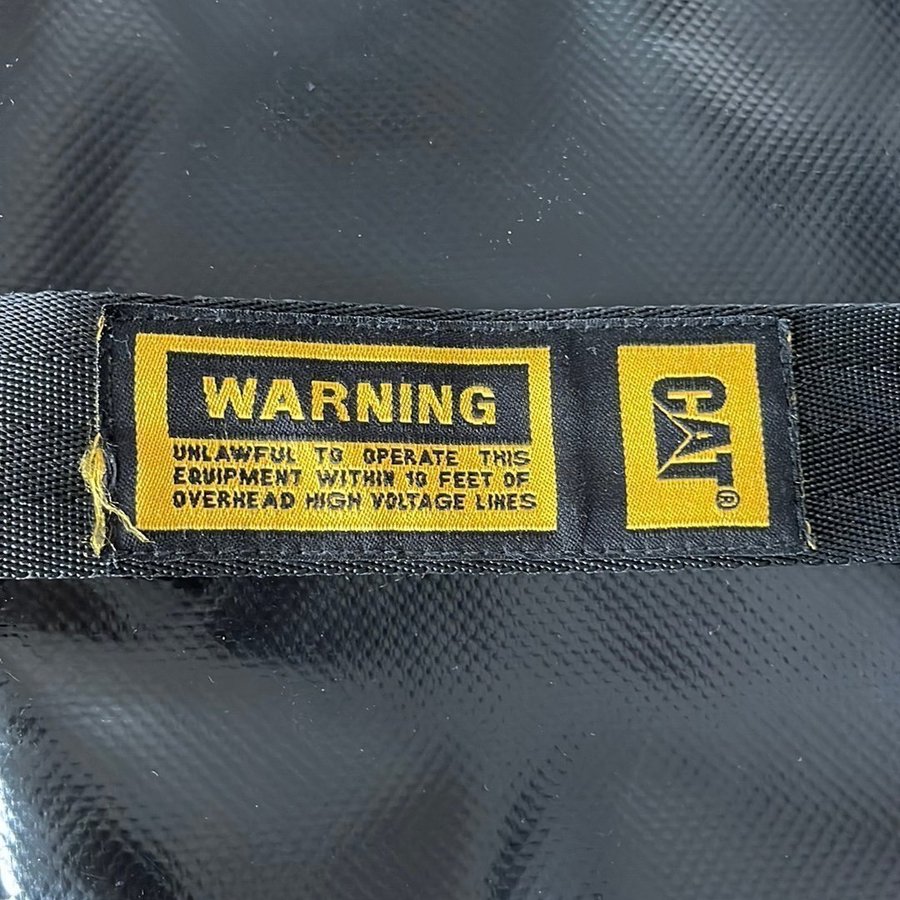 WARNING
UNLAWFUL TO OPERATE THIS
EQUIPMENT WITHIN 10 FEET OF
OVERHEAD HIGH VOLTAGE LINES
CAT®